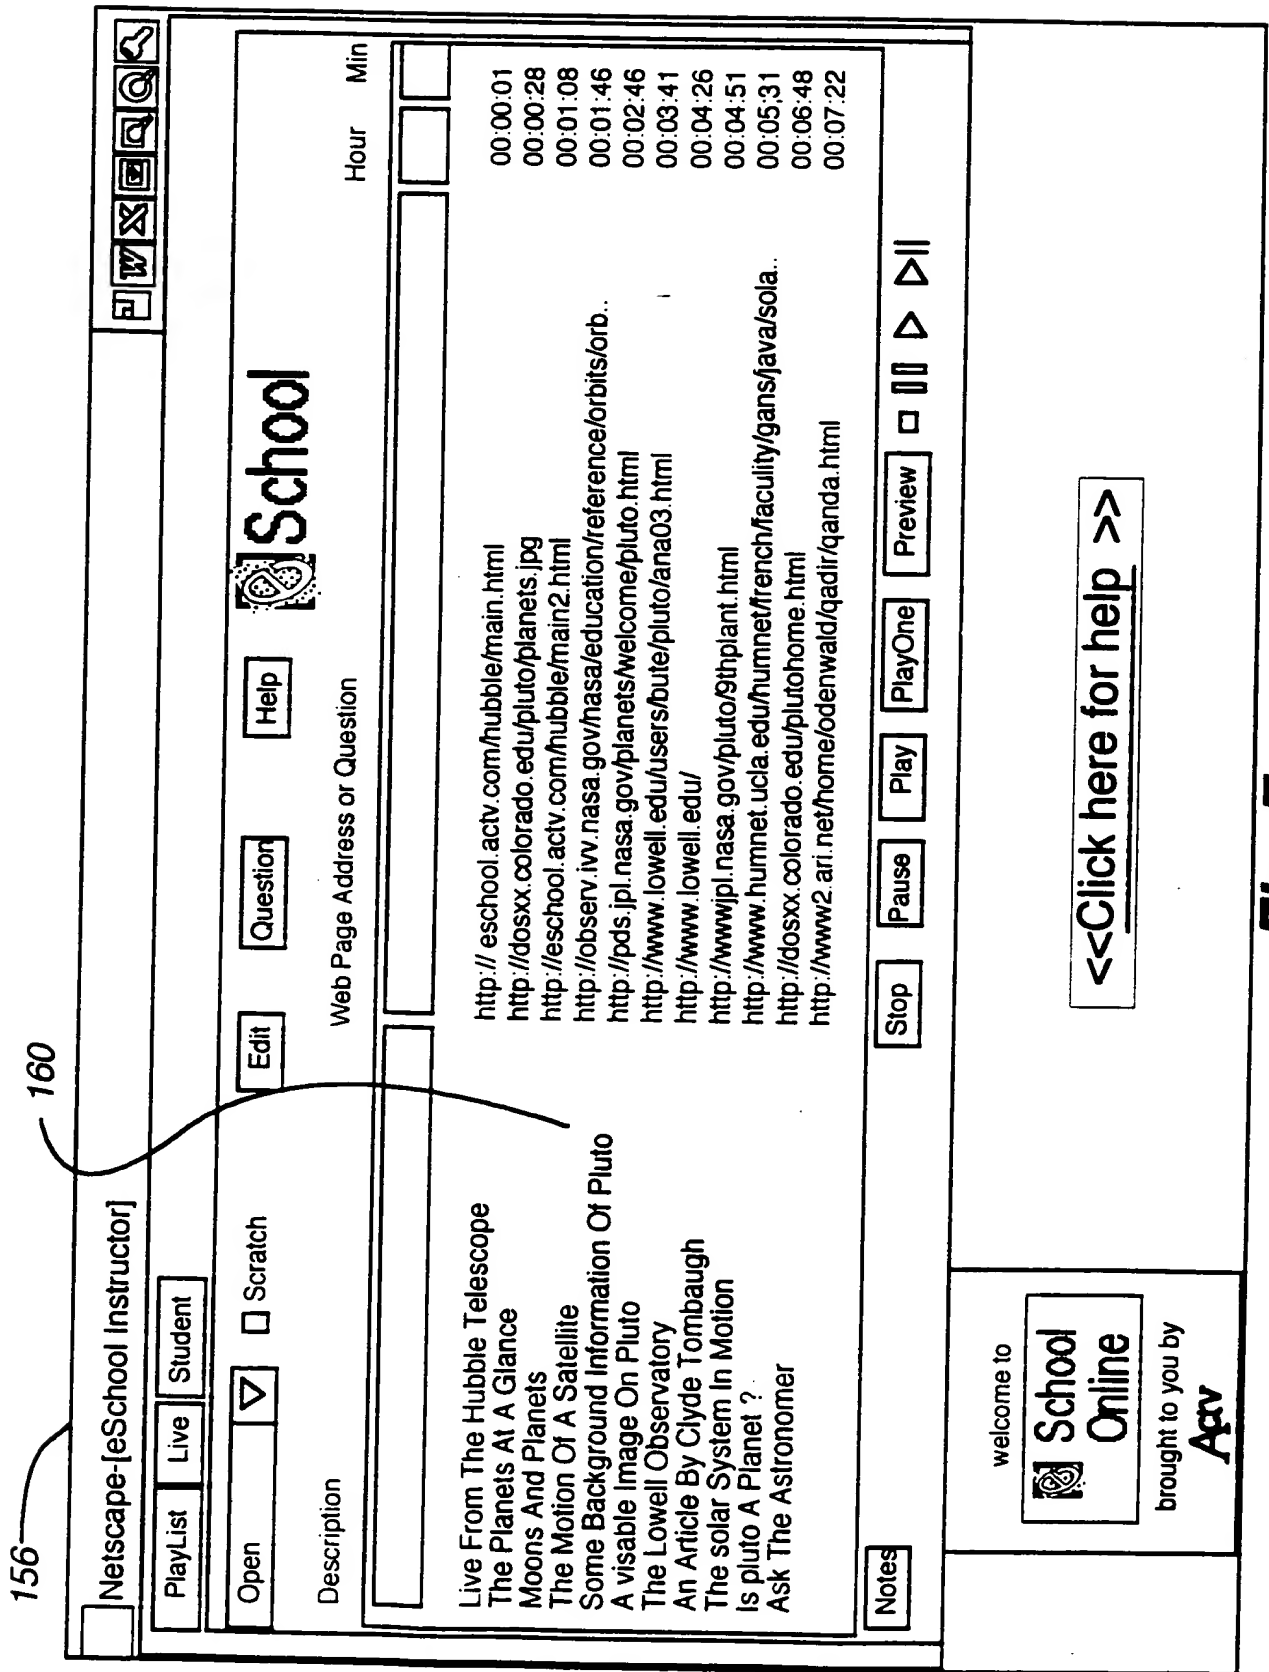 156
160
Netscape-[eSchool Instructor]
W X
PlayList Live Student
Open Scratch Edit Question Help School
Description Web Page Address or Question Hour Min
Live From The Hubble Telescope http:// eschool.actv.com/hubble/main.html 00:00:01
The Planets At A Glance http://dosxx.colorado.edu/pluto/planets.jpg 00:00:28
Moons And Planets http://eschool.actv.com/hubble/main2.html 00:01:08
The Motion Of A Satellite http://observ.ivv.nasa.gov/nasa/education/reference/orbits/orb.. 00:01:46
Some Background Information Of Pluto http://pds.jpl.nasa.gov/planets/welcome/pluto.html 00:02:46
A visable Image On Pluto http://www.lowell.edu/users/bute/pluto/ana03.html 00:03:41
The Lowell Observatory http://www.lowell.edu/ 00:04:26
An Article By Clyde Tombaugh http://wwwjpl.nasa.gov/pluto/9thplant.html 00:04:51
The solar System In Motion http://www.humnet.ucla.edu/humnet/french/faculity/gans/java/sola.. 00:05;31
Is pluto A Planet ? http://dosxx.colorado.edu/plutohome.html 00:06:48
Ask The Astronomer http://www2.ari.net/home/odenwald/qadir/qanda.html 00:07:22
Notes Stop Pause Play PlayOne Preview
welcome to
School
Online
brought to you by
Actv
<<Click here for help >>